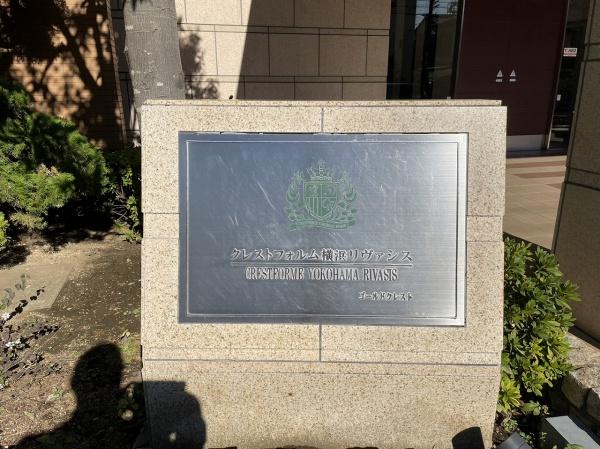 クレストフォルム横浜リヴァシス
CRESTFORME YOKOHAMA RIVASIS
ゴールドクレスト